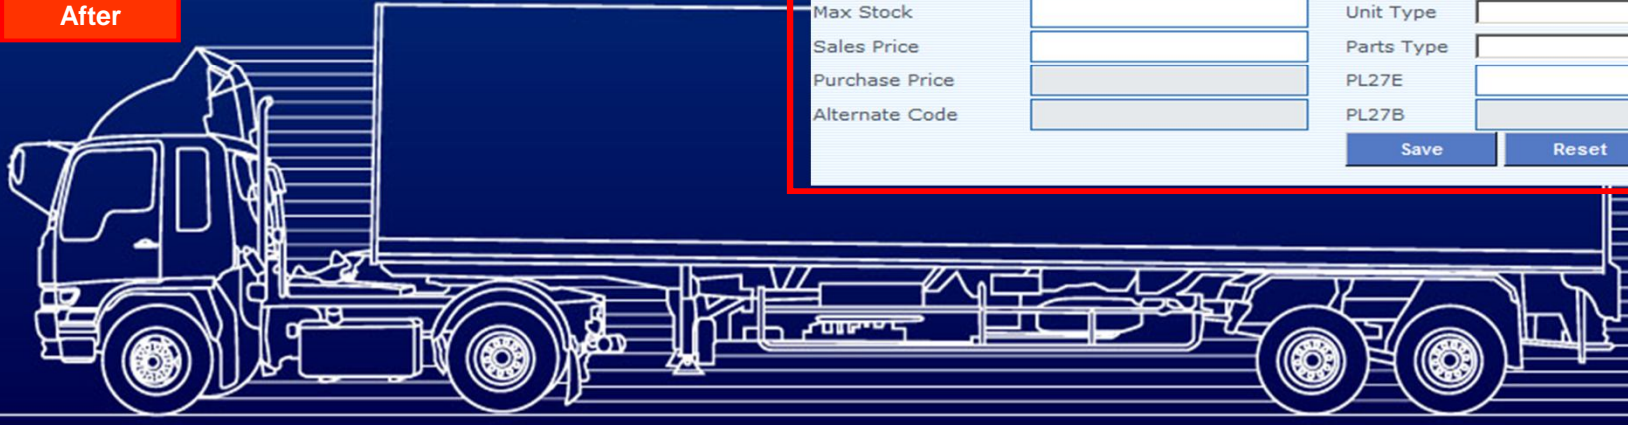 After
Max Stock Unit Type
Sales Price Parts Type
Purchase Price PL27E
Alternate Code PL27B
Save Reset